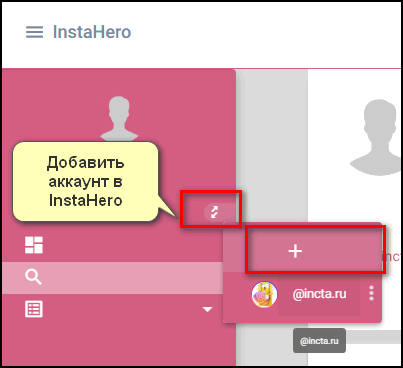 InstaHero
Добавить
аккаунт в
InstaHero
@incta.ru
@incta.ru